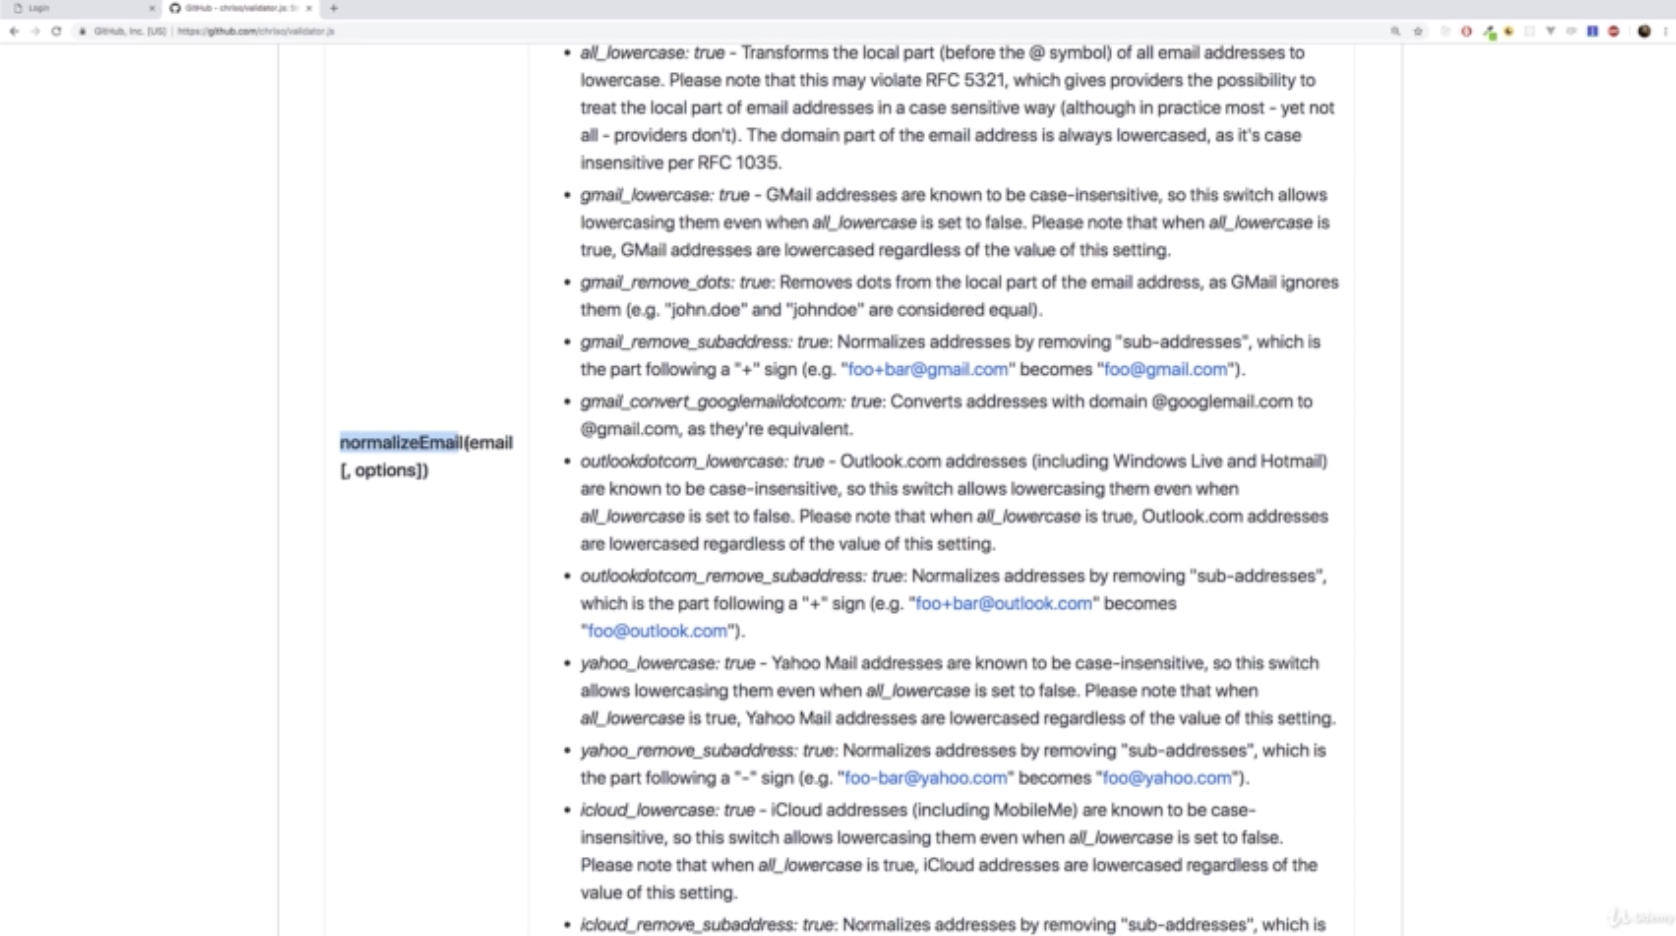 Login
GitHub - chriso/validator.js: St
GitHub, Inc. [US] | https://github.com/chriso/validator.js
normalizeEmail(email
[, options])
• all_lowercase: true - Transforms the local part (before the @ symbol) of all email addresses to
lowercase. Please note that this may violate RFC 5321, which gives providers the possibility to
treat the local part of email addresses in a case sensitive way (although in practice most - yet not
all - providers don't). The domain part of the email address is always lowercased, as it's case
insensitive per RFC 1035.
• gmail_lowercase: true - GMail addresses are known to be case-insensitive, so this switch allows
lowercasing them even when all_lowercase is set to false. Please note that when all_lowercase is
true, GMail addresses are lowercased regardless of the value of this setting.
• gmail_remove_dots: true: Removes dots from the local part of the email address, as GMail ignores
them (e.g. "john.doe" and "johndoe" are considered equal).
• gmail_remove_subaddress: true: Normalizes addresses by removing "sub-addresses", which is
the part following a "+" sign (e.g. "foo+bar@gmail.com" becomes "foo@gmail.com").
• gmail_convert_googlemaildotcom: true: Converts addresses with domain @googlemail.com to
@gmail.com, as they're equivalent.
• outlookdotcom_lowercase: true - Outlook.com addresses (including Windows Live and Hotmail)
are known to be case-insensitive, so this switch allows lowercasing them even when
all_lowercase is set to false. Please note that when all_lowercase is true, Outlook.com addresses
are lowercased regardless of the value of this setting.
• outlookdotcom_remove_subaddress: true: Normalizes addresses by removing "sub-addresses",
which is the part following a "+" sign (e.g. "foo+bar@outlook.com" becomes
"foo@outlook.com").
• yahoo_lowercase: true - Yahoo Mail addresses are known to be case-insensitive, so this switch
allows lowercasing them even when all_lowercase is set to false. Please note that when
all_lowercase is true, Yahoo Mail addresses are lowercased regardless of the value of this setting.
• yahoo_remove_subaddress: true: Normalizes addresses by removing "sub-addresses", which is
the part following a "-" sign (e.g. "foo-bar@yahoo.com" becomes "foo@yahoo.com").
• icloud_lowercase: true - iCloud addresses (including MobileMe) are known to be case-
insensitive, so this switch allows lowercasing them even when all_lowercase is set to false.
Please note that when all_lowercase is true, iCloud addresses are lowercased regardless of the
value of this setting.
• icloud_remove_subaddress: true: Normalizes addresses by removing "sub-addresses", which is
Udemy